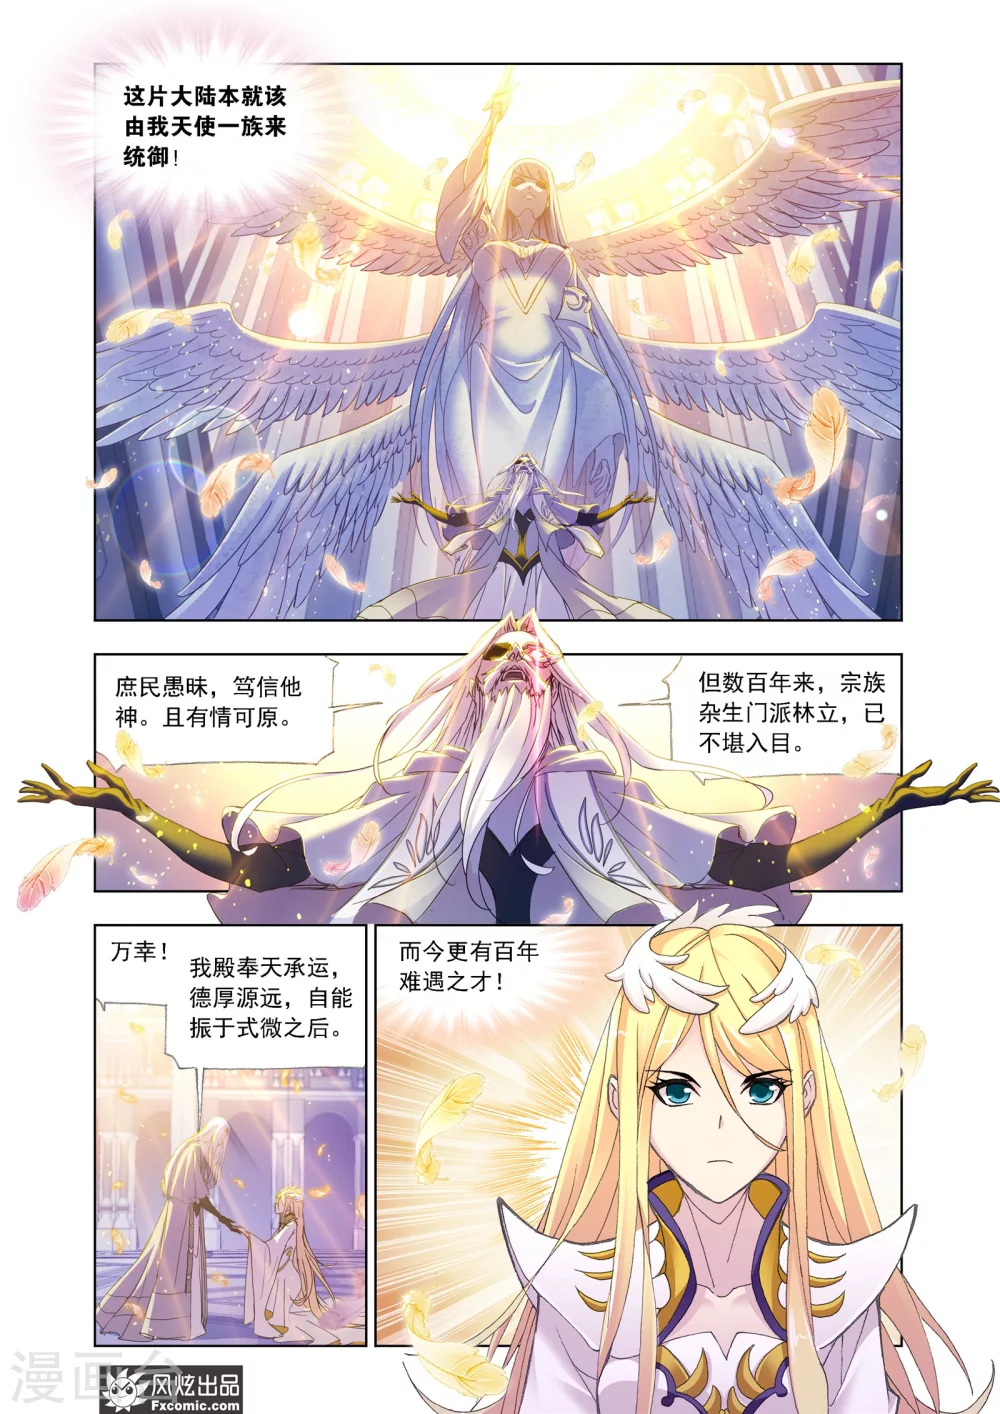 这片大陆本就该
由我天使一族来
统御！
庶民愚昧，笃信他
神。且有情可原。
但数百年来，宗族
杂生门派林立，已
不堪入目。
万幸！
我殿奉天承运，
德厚源远，自能
振于式微之后。
而今更有百年
难遇之才！
漫画台
风炫出品
Fxcomic.com